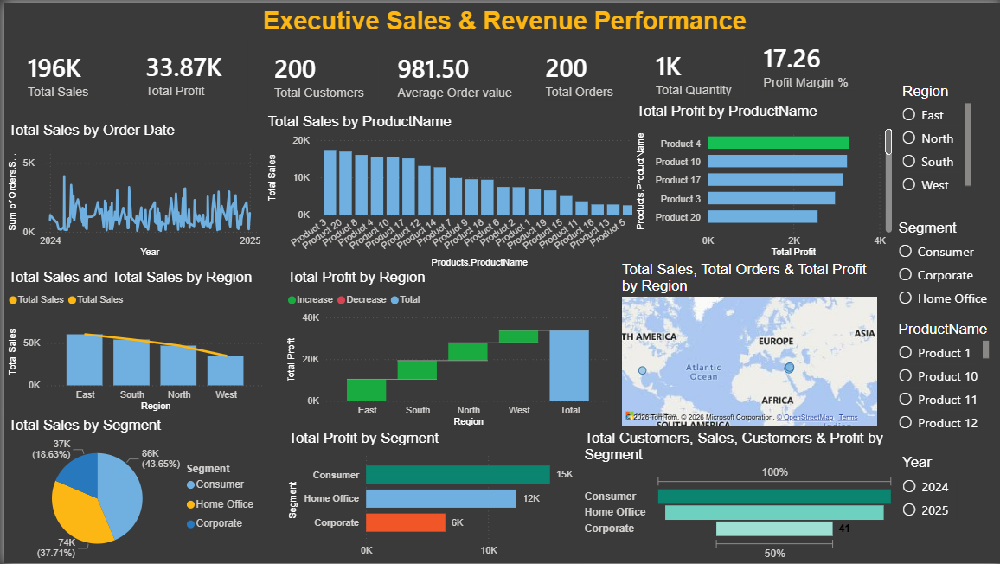 Executive Sales & Revenue Performance
196K
Total Sales
33.87K
Total Profit
200
Total Customers
981.50
Average Order value
200
Total Orders
1K
Total Quantity
17.26
Profit Margin %
Region
East
North
South
West
Segment
Consumer
Corporate
Home Office
ProductName
Product 1
Product 10
Product 11
Product 12
Year
2024
2025
Total Sales by Order Date
Sum of Orders.S...
5K
0K
2024
2025
Year
Total Sales by ProductName
Total Sales
20K
10K
0K
Product 3
Product 20
Product 8
Product 4
Product 10
Product 17
Product 12
Product 14
Product 7
Product 9
Product 18
Product 6
Product 2
Product 1
Product 19
Product 15
Product 11
Product 16
Product 13
Product 5
Products.ProductName
Total Profit by ProductName
Products.ProductName
Product 4
Product 10
Product 17
Product 3
Product 20
0K
2K
4K
Total Profit
Total Sales and Total Sales by Region
Total Sales
Total Sales
Total Sales
50K
0K
East
South
North
West
Region
Total Profit by Region
Increase
Decrease
Total
Total Profit
40K
20K
0K
East
South
North
West
Total
Region
Total Sales, Total Orders & Total Profit
by Region
TH AMERICA
EUROPE
ASIA
Atlantic
Ocean
AFRICA
SOUTH AMERICA
Indian
© 2026 TomTom, © 2026 Microsoft Corporation, © OpenStreetMap Terms
Total Sales by Segment
37K
(18.63%)
86K
(43.65%)
74K
(37.71%)
Segment
Consumer
Home Office
Corporate
Total Profit by Segment
Segment
Consumer
15K
Home Office
12K
Corporate
6K
0K
10K
Total Customers, Sales, Customers & Profit by
Segment
100%
Consumer
Home Office
Corporate
41
50%